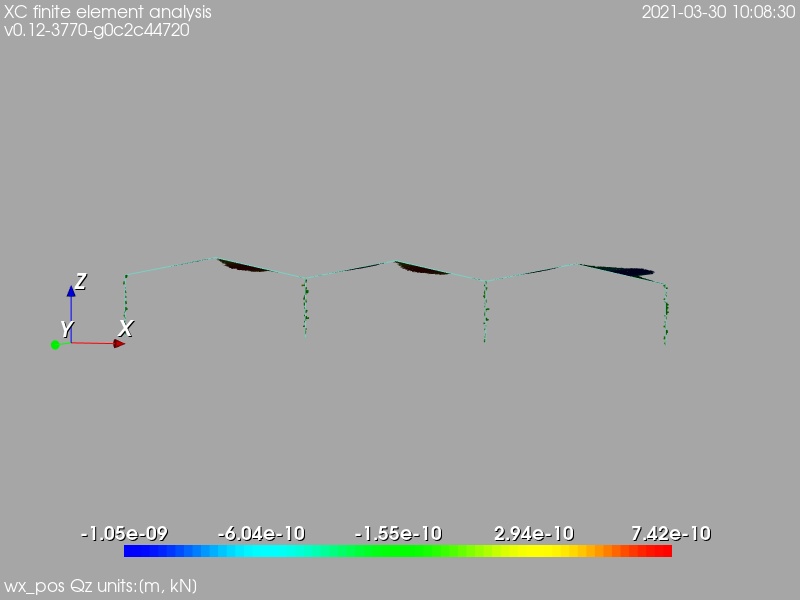 XC finite element analysis
2021-03-30 10:08:30
v0.12-3770-g0c2c44720
Z
Y
X
-1.05e-09 -6.04e-10 -1.55e-10 2.94e-10 7.42e-10
wx_pos Qz units:[m, kN]